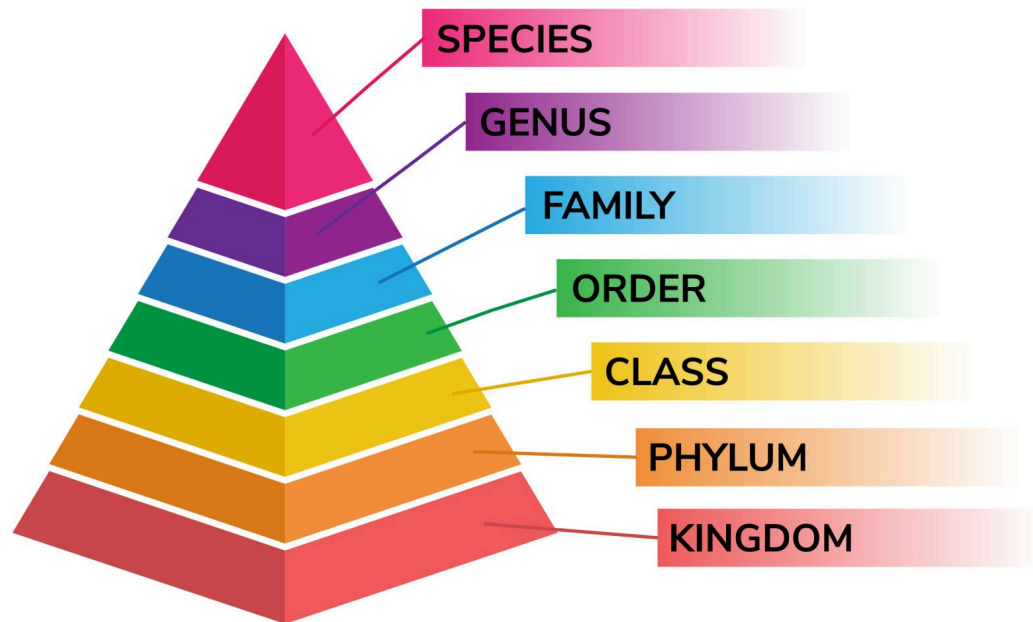 SPECIES
GENUS
FAMILY
ORDER
CLASS
PHYLUM
KINGDOM